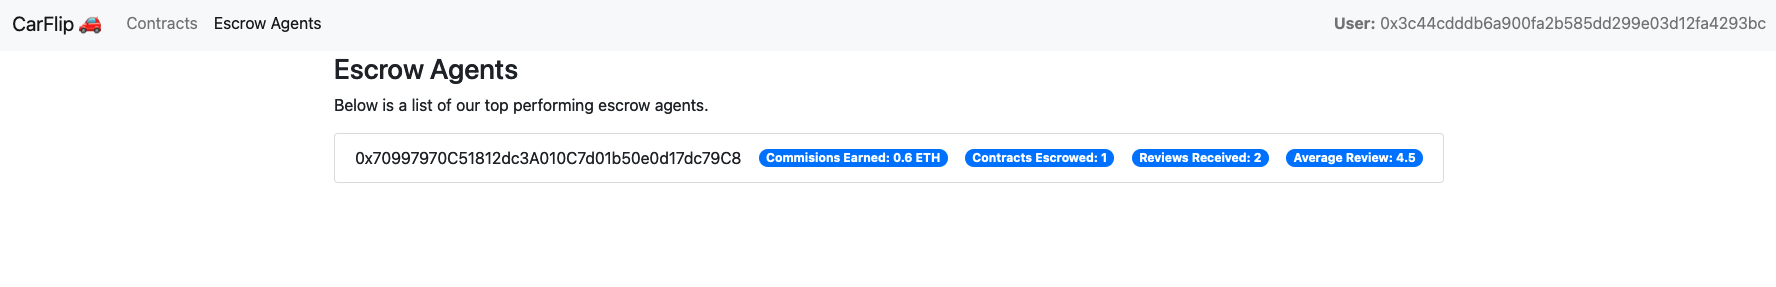 CarFlip 🚗 Contracts Escrow Agents User: 0x3c44cdddb6a900fa2b585dd299e03d12fa4293bc
Escrow Agents
Below is a list of our top performing escrow agents.
0x70997970C51812dc3A010C7d01b50e0d17dc79C8 Commisions Earned: 0.6 ETH Contracts Escrowed: 1 Reviews Received: 2 Average Review: 4.5